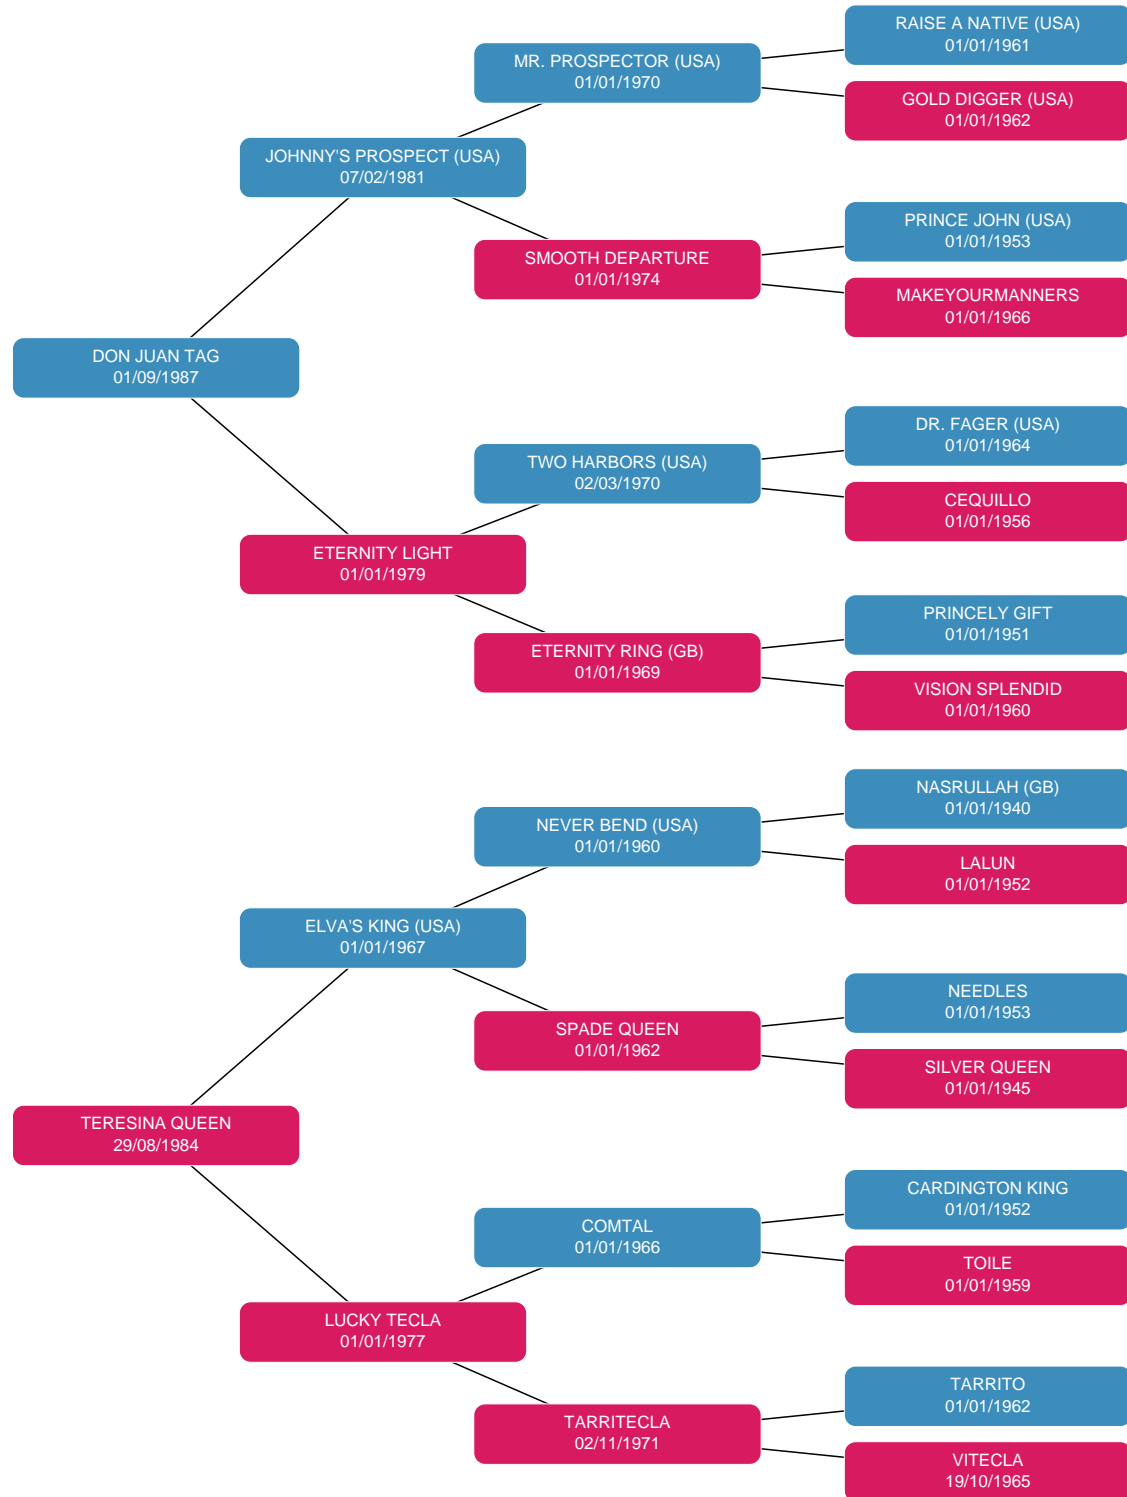 RAISE A NATIVE (USA)
01/01/1961
MR. PROSPECTOR (USA)
01/01/1970
GOLD DIGGER (USA)
01/01/1962
JOHNNY'S PROSPECT (USA)
07/02/1981
PRINCE JOHN (USA)
01/01/1953
SMOOTH DEPARTURE
01/01/1974
MAKEYOURMANNERS
01/01/1966
DON JUAN TAG
01/09/1987
DR. FAGER (USA)
01/01/1964
TWO HARBORS (USA)
02/03/1970
CEQUILLO
01/01/1956
ETERNITY LIGHT
01/01/1979
PRINCELY GIFT
01/01/1951
ETERNITY RING (GB)
01/01/1969
VISION SPLENDID
01/01/1960
NASRULLAH (GB)
01/01/1940
NEVER BEND (USA)
01/01/1960
LALUN
01/01/1952
ELVA'S KING (USA)
01/01/1967
NEEDLES
01/01/1953
SPADE QUEEN
01/01/1962
SILVER QUEEN
01/01/1945
TERESINA QUEEN
29/08/1984
CARDINGTON KING
01/01/1952
COMTAL
01/01/1966
TOILE
01/01/1959
LUCKY TECLA
01/01/1977
TARRITO
01/01/1962
TARRITECLA
02/11/1971
VITECLA
19/10/1965